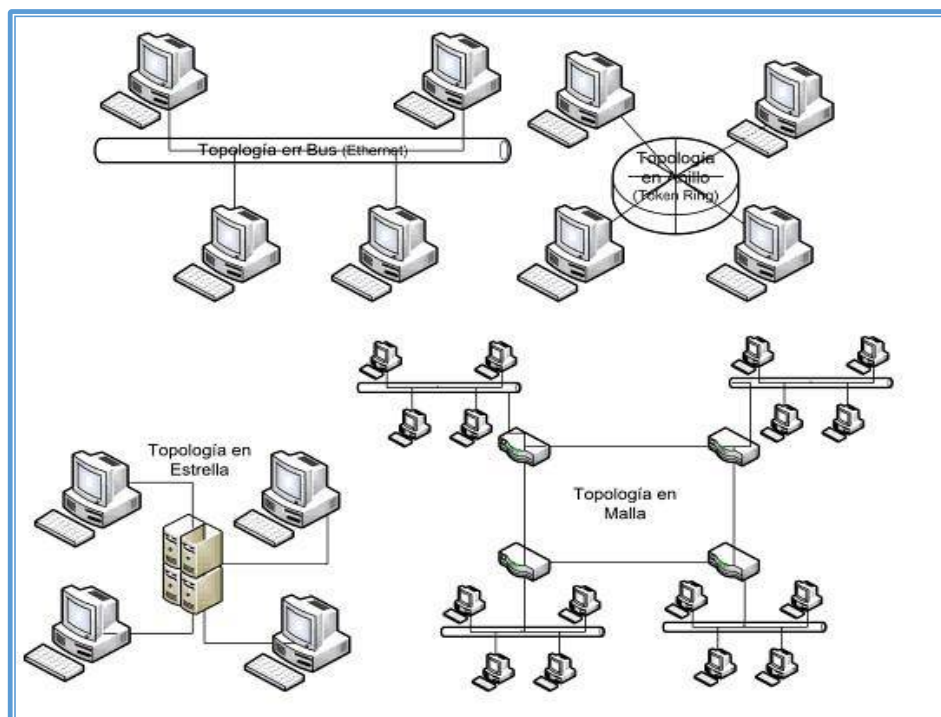 Topología en Bus (Ethernet)
Topología
en Anillo
(Token Ring)
Topología en
Estrella
Topología en
Malla